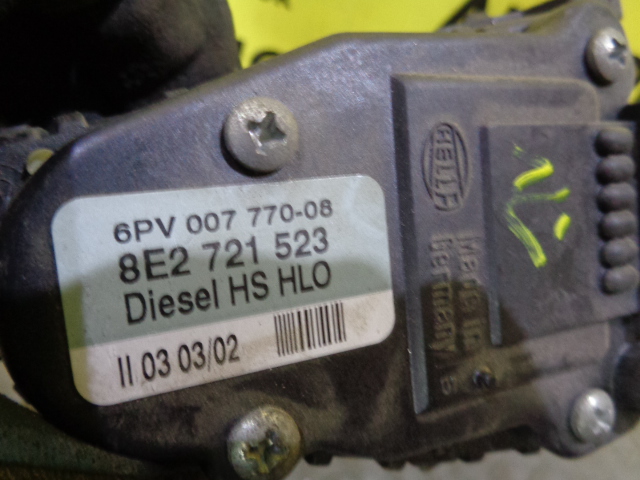 6PV 007 770-08
8E2 721 523
Diesel HS HLO
II 03 03/02
HELLA
Made in
Germany